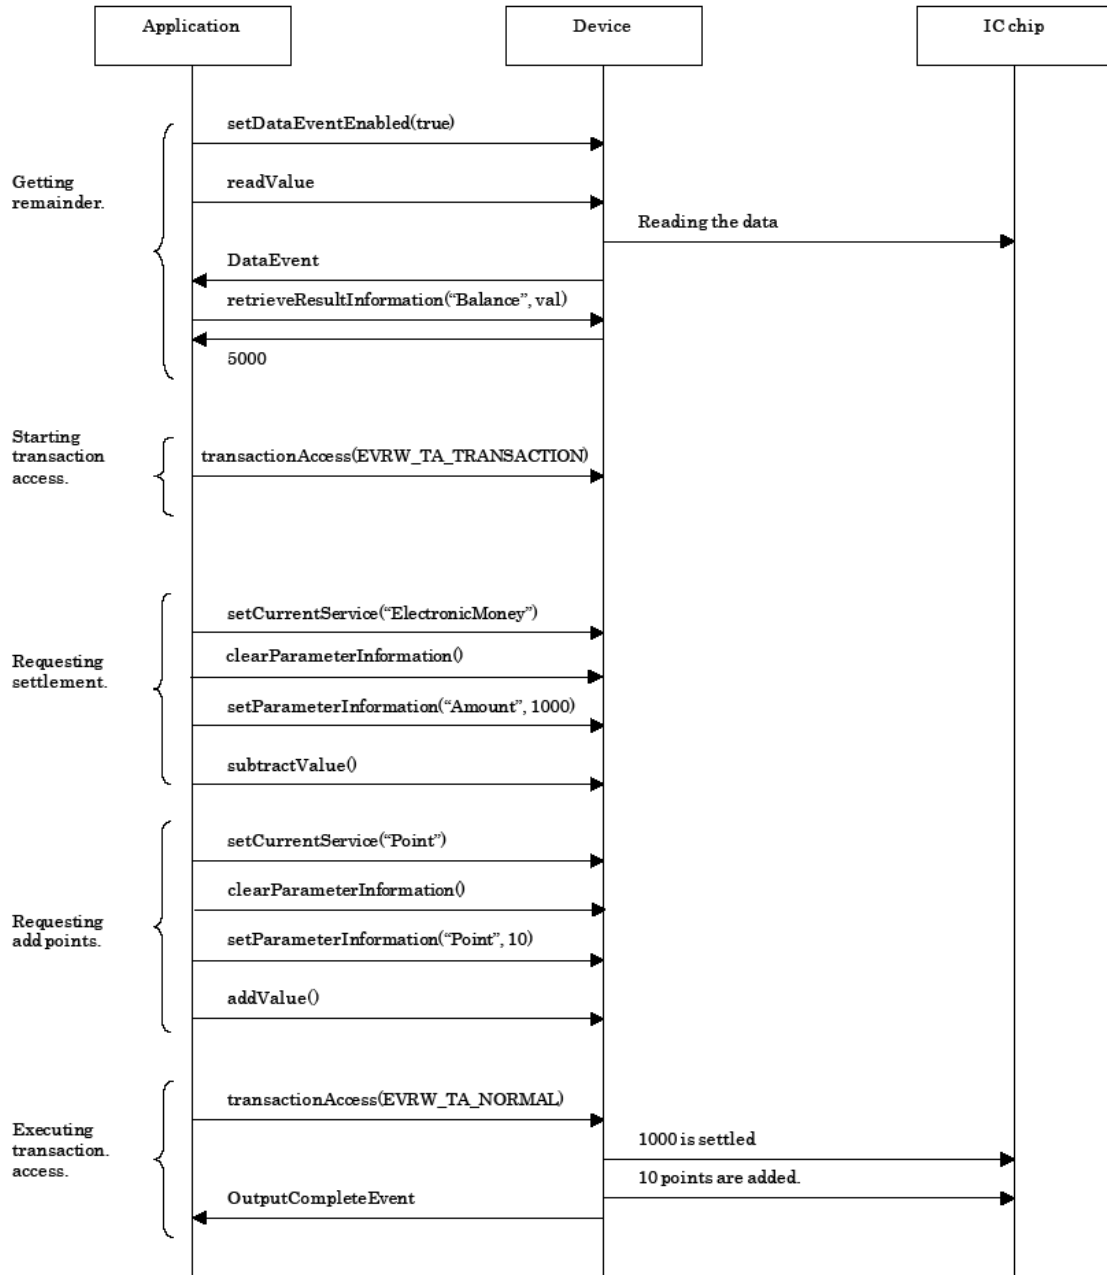 Application
Device
IC chip
setDataEventEnabled(true)
Getting
remainder.
readValue
Reading the data
DataEvent
retrieveResultInformation(“Balance”, val)
5000
Starting
transaction
access.
transactionAccess(EVRW_TA_TRANSACTION)
setCurrentService(“ElectronicMoney”)
Requesting
settlement.
clearParameterInformation()
setParameterInformation(“Amount”, 1000)
subtractValue()
setCurrentService(“Point”)
clearParameterInformation()
Requesting
add points.
setParameterInformation(“Point”, 10)
addValue()
transactionAccess(EVRW_TA_NORMAL)
Executing
transaction.
access.
1000 is settled
10 points are added.
OutputCompleteEvent